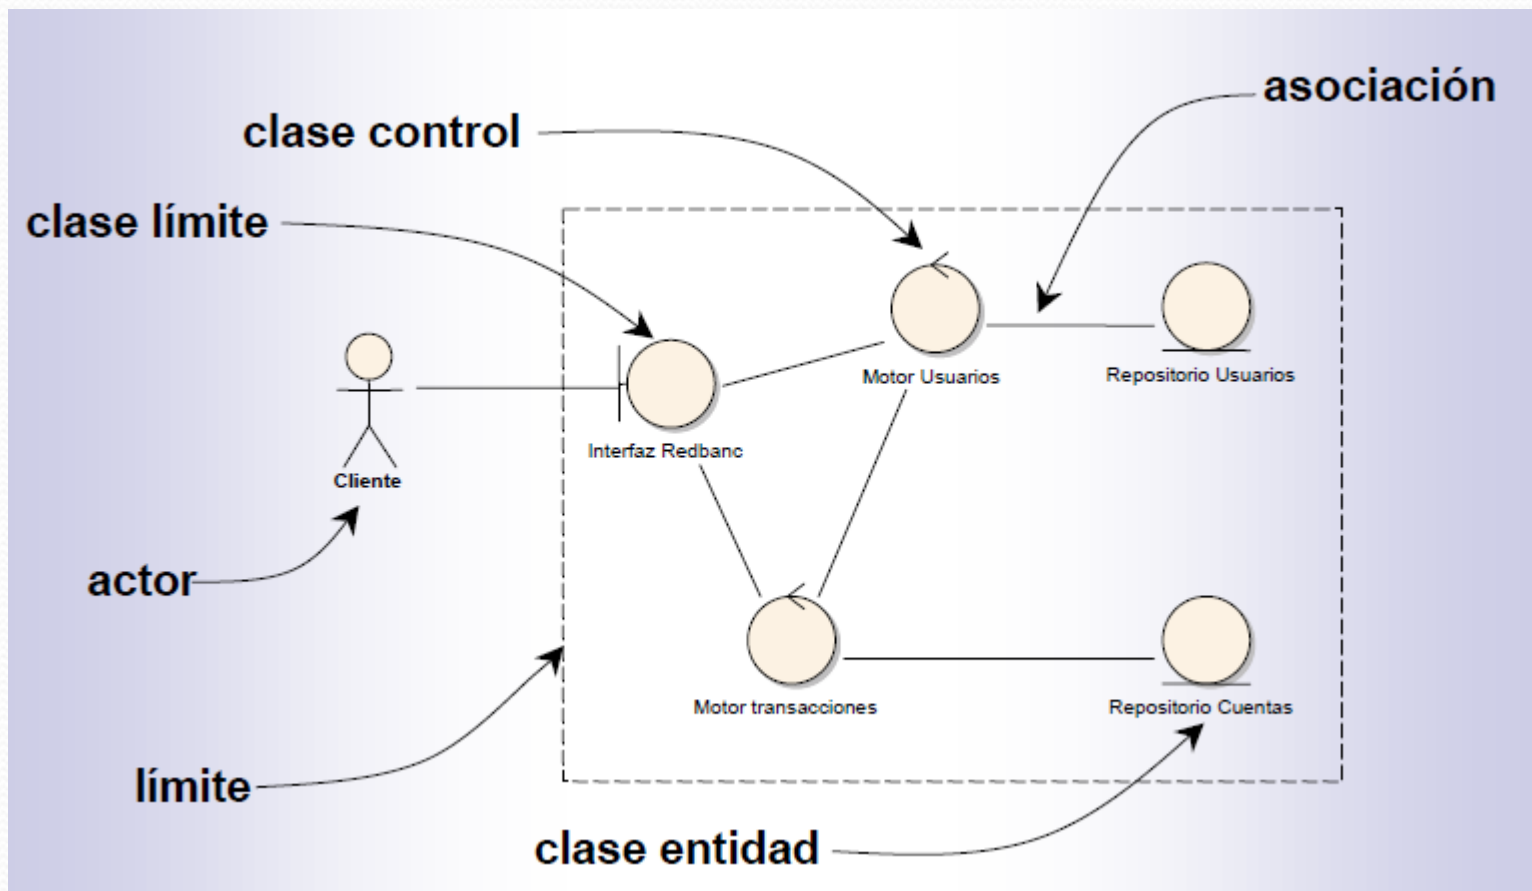 asociación
clase control
clase límite
Motor Usuarios
Repositorio Usuarios
Interfaz Redbanc
Cliente
actor
Motor transacciones
Repositorio Cuentas
límite
clase entidad